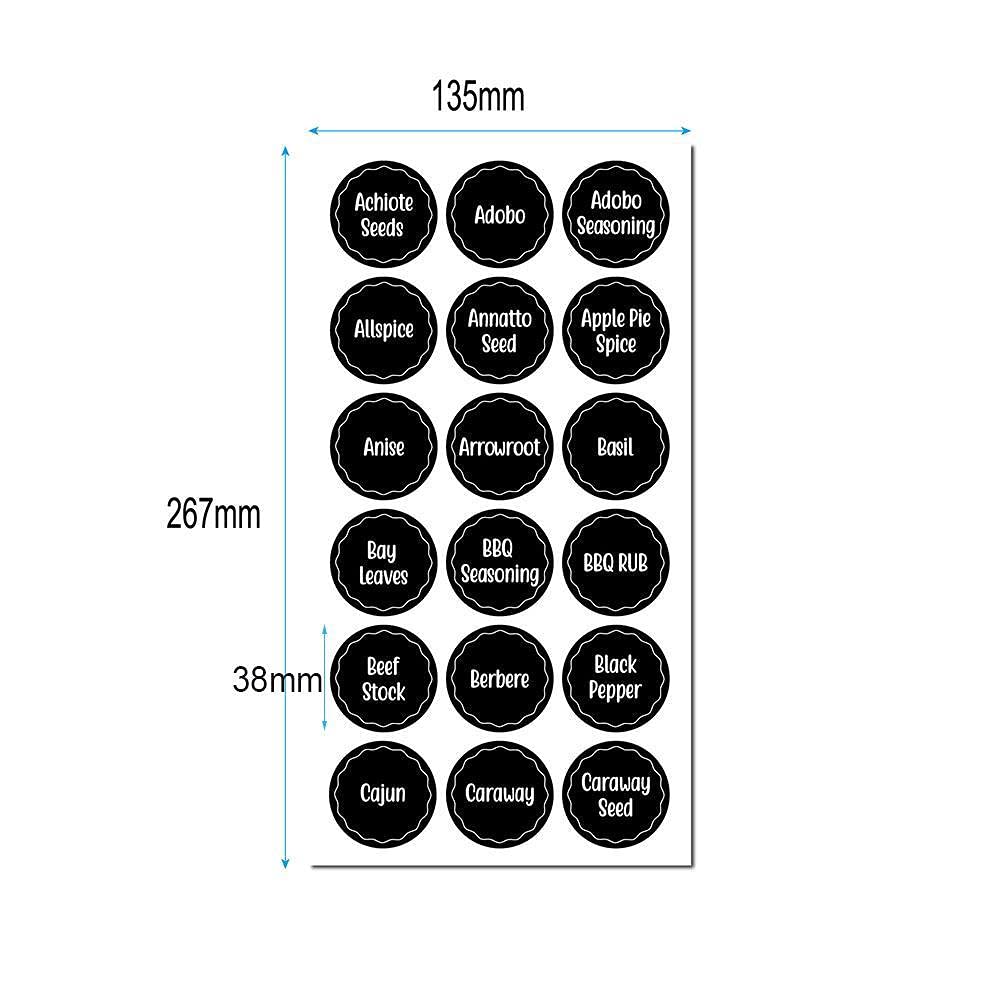 135mm
Achiote
Seeds
Adobo
Adobo
Seasoning
Allspice
Annatto
Seed
Apple Pie
Spice
Anise
Arrowroot
Basil
267mm
Bay
Leaves
BBQ
Seasoning
BBQ RUB
38mm
Beef
Stock
Berbere
Black
Pepper
Cajun
Caraway
Caraway
Seed